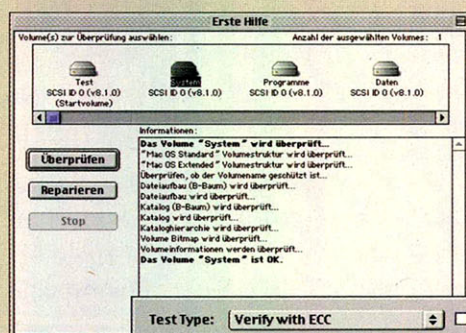 Erste Hilfe
Volume(s) zur Überprüfung auswählen:
Anzahl der ausgewählten Volumes: 1
Test
SCSI ID 0 (v8.1.0)
(Startvolume)
System
SCSI ID 0 (v8.1.0)
Programme
SCSI ID 0 (v8.1.0)
Daten
SCSI ID 0 (v8.1.0)
Informationen:
Überprüfen
Reparieren
Stop
Das Volume "System" wird überprüft...
"Mac OS Standard" Volumestruktur wird überprüft...
"Mac OS Extended" Volumestruktur wird überprüft...
Überprüfen, ob der Volumename geschützt ist...
Dateiaufbau (B-Baum) wird überprüft...
Dateiaufbau wird überprüft...
Katalog (B-Baum) wird überprüft...
Katalog wird überprüft...
Kataloghierarchie wird überprüft...
Volume Bitmap wird überprüft...
Volumeinformationen werden überprüft...
Das Volume "System" ist OK.
Test Type: Verify with ECC